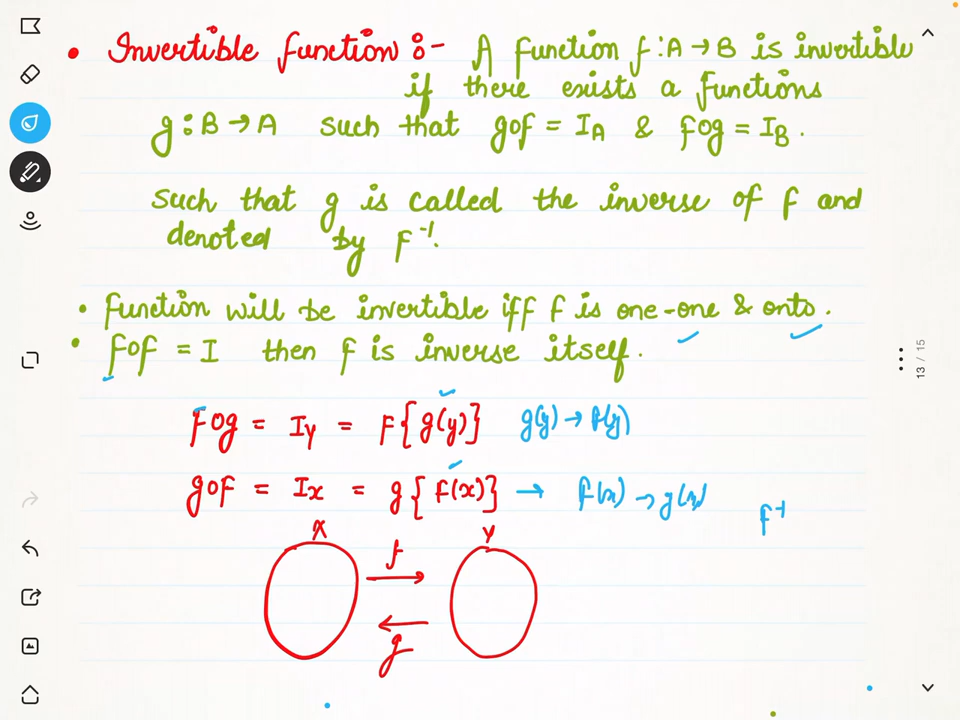 • Invertible function :- A function f : A → B is invertible
if there exists a functions
g : B → A such that gof = I_A & fog = I_B .
Such that g is called the inverse of f and
denoted by F⁻¹.
• Function will be invertible iff f is one-one & onto .
• fof = I then f is inverse itself .
Fog = I_y = F{g(y)} g(y) → f(y)
gof = I_x = g{F(x)} → f(x) → g(x)
f⁻¹
X Y
f
g
13 / 15